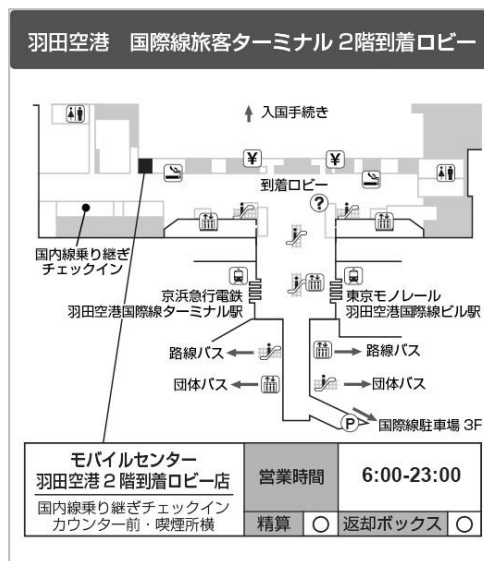 羽田空港 国際線旅客ターミナル 2階到着ロビー
入国手続き
¥
¥
到着ロビー
?
国内線乗り継ぎ
チェックイン
京浜急行電鉄
羽田空港国際線ターミナル駅
東京モノレール
羽田空港国際線ビル駅
路線バス
路線バス
団体バス
団体バス
P
国際線駐車場 3F
モバイルセンター
羽田空港2階到着ロビー店
国内線乗り継ぎチェックイン
カウンター前・喫煙所横
営業時間
6:00-23:00
精算 ○ 返却ボックス ○